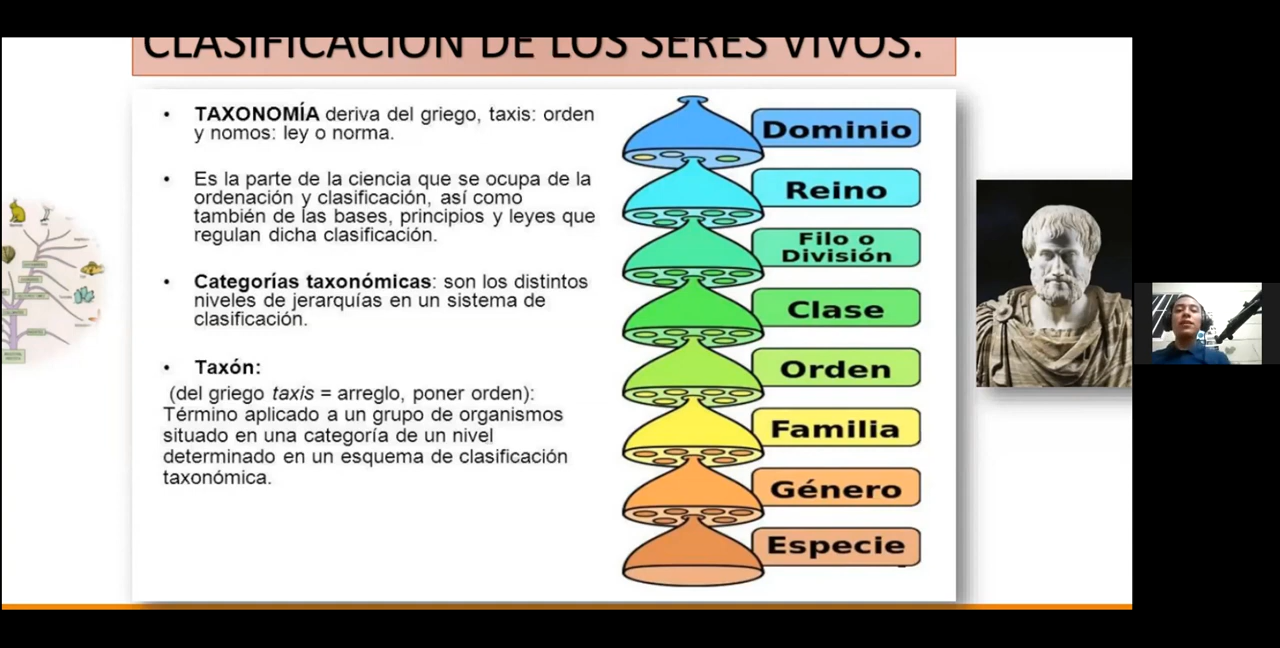 CLASIFICACIÓN DE LOS SERES VIVOS.
• TAXONOMÍA deriva del griego, taxis: orden
y nomos: ley o norma.
• Es la parte de la ciencia que se ocupa de la
ordenación y clasificación, así como
también de las bases, principios y leyes que
regulan dicha clasificación.
• Categorías taxonómicas: son los distintos
niveles de jerarquías en un sistema de
clasificación.
• Taxón:
(del griego taxis = arreglo, poner orden):
Término aplicado a un grupo de organismos
situado en una categoría de un nivel
determinado en un esquema de clasificación
taxonómica.
Dominio
Reino
Filo o
División
Clase
Orden
Familia
Género
Especie